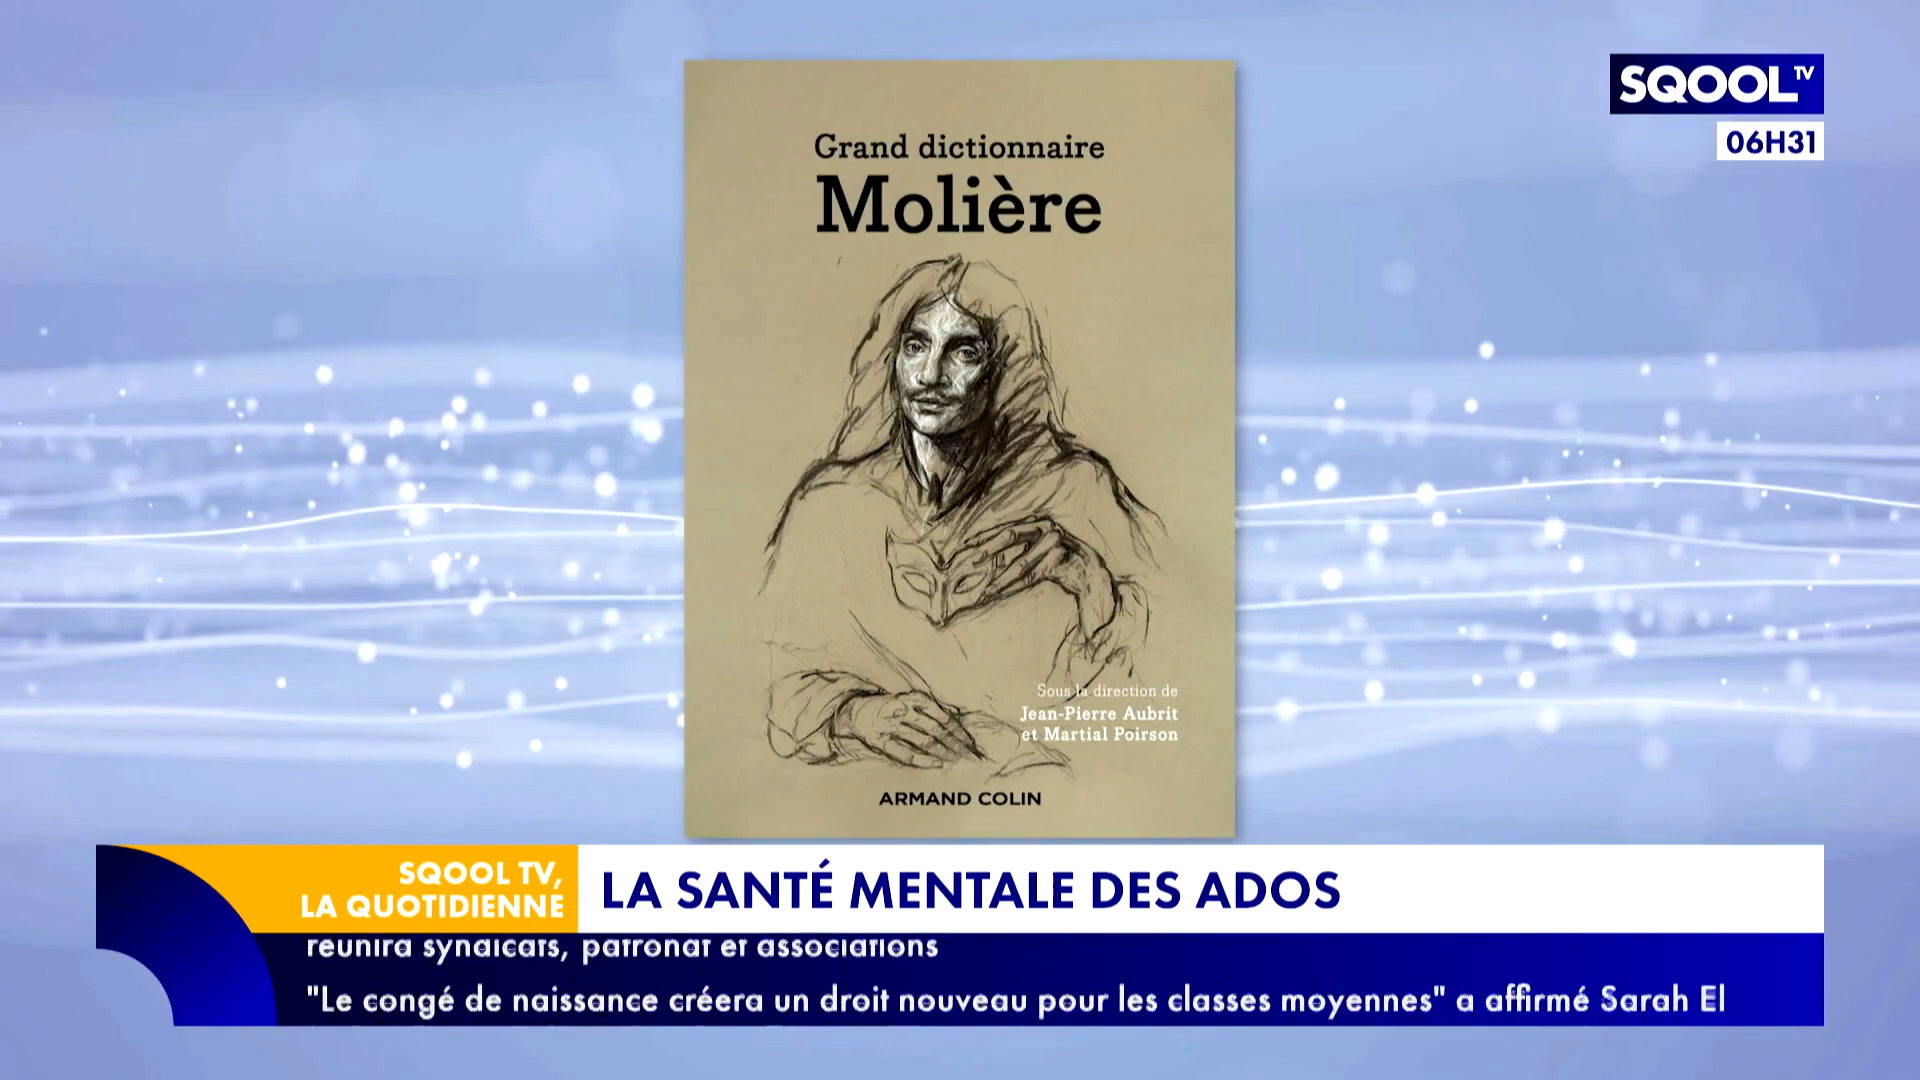 SQOOL TV
06H31
Grand dictionnaire
Molière
Sous la direction de
Jean-Pierre Aubrit
et Martial Poirson
ARMAND COLIN
SQOOL TV,
LA QUOTIDIENNE
LA SANTÉ MENTALE DES ADOS
réunira syndicats, patronat et associations
"Le congé de naissance créera un droit nouveau pour les classes moyennes" a affirmé Sarah El